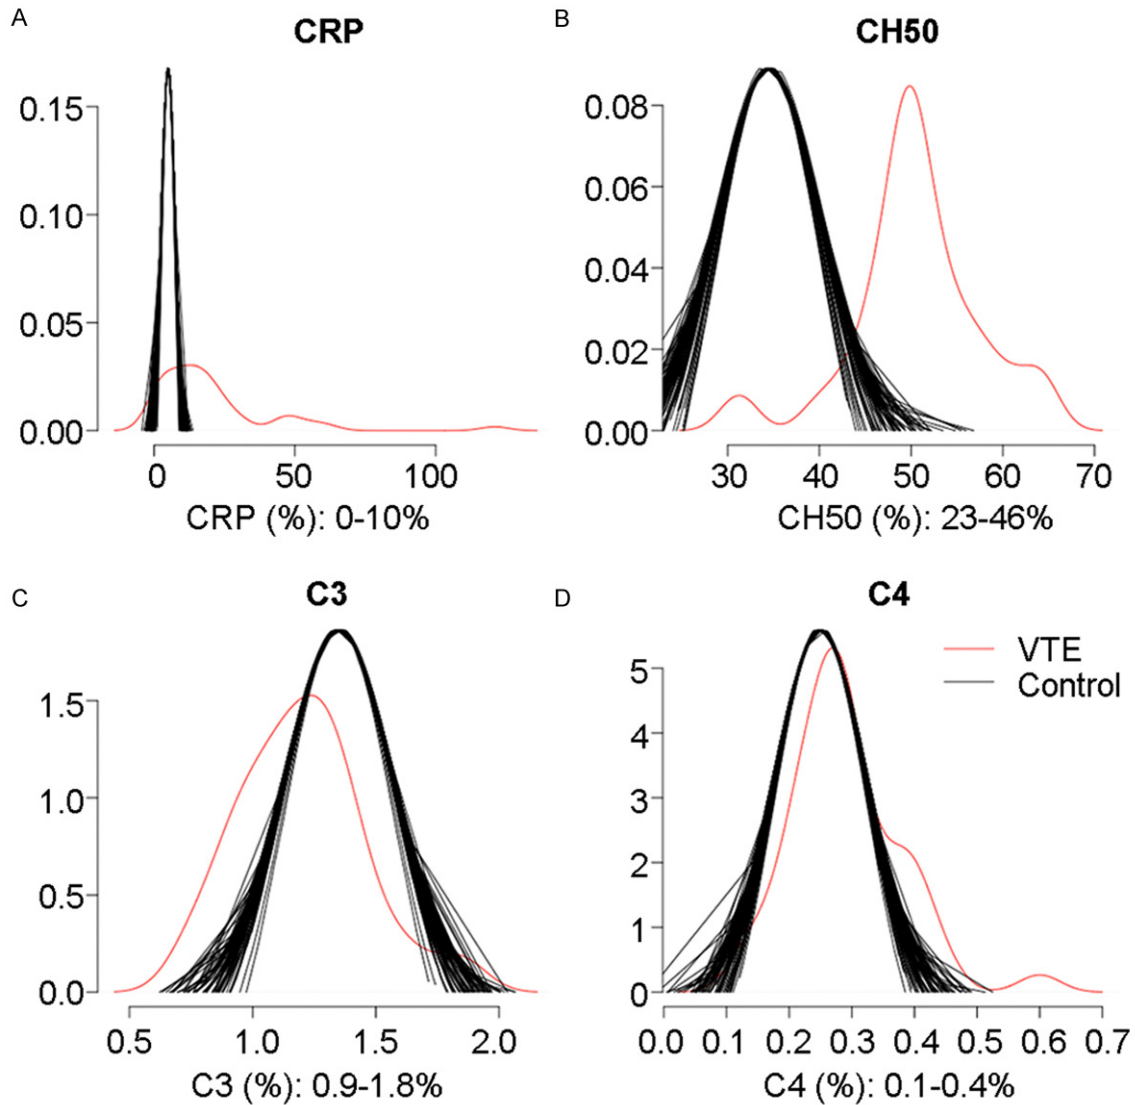 A
CRP
0.15
0.10
0.05
0.00
0 50 100
CRP (%): 0-10%
B
CH50
0.08
0.06
0.04
0.02
0.00
30 40 50 60 70
CH50 (%): 23-46%
C
C3
1.5
1.0
0.5
0.0
0.5 1.0 1.5 2.0
C3 (%): 0.9-1.8%
D
C4
VTE
Control
5
4
3
2
1
0
0.0 0.1 0.2 0.3 0.4 0.5 0.6 0.7
C4 (%): 0.1-0.4%